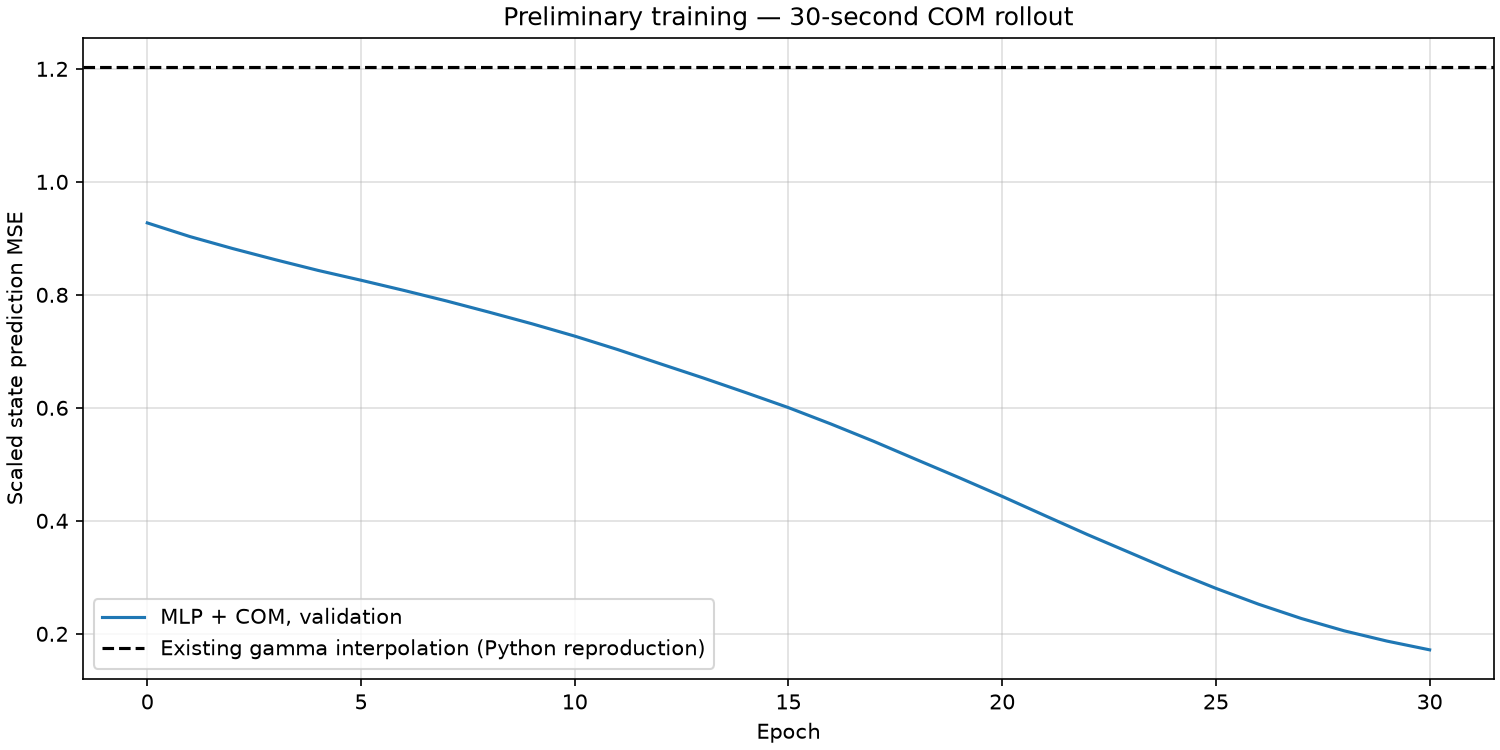 Preliminary training — 30-second COM rollout
Scaled state prediction MSE
1.2
1.0
0.8
0.6
0.4
0.2
MLP + COM, validation
Existing gamma interpolation (Python reproduction)
0 5 10 15 20 25 30
Epoch